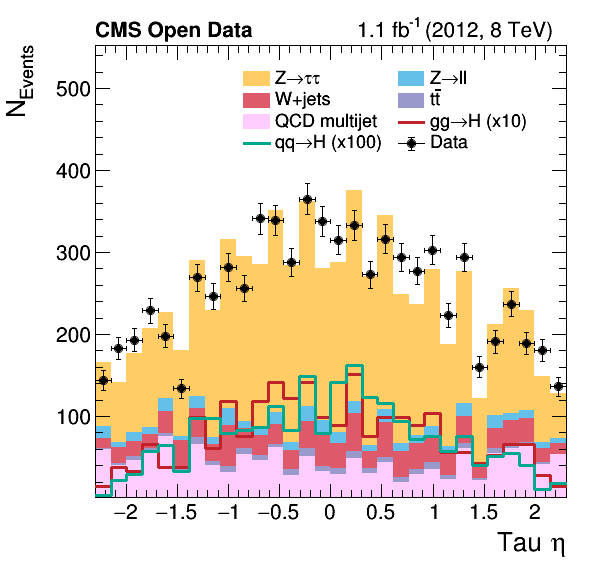 CMS Open Data 1.1 fb⁻¹ (2012, 8 TeV)
N_Events
Z→ττ Z→ll
W+jets tt̄
QCD multijet gg→H (x10)
qq→H (x100) Data
500
400
300
200
100
−2 −1.5 −1 −0.5 0 0.5 1 1.5 2
Tau η